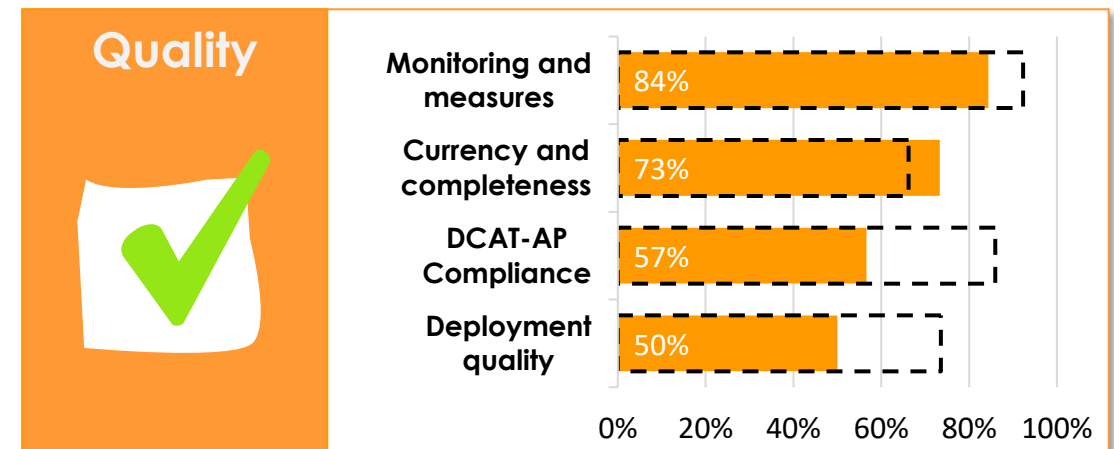 Quality
Monitoring and
measures
84%
Currency and
completeness
73%
DCAT-AP
Compliance
57%
Deployment
quality
50%
0% 20% 40% 60% 80% 100%